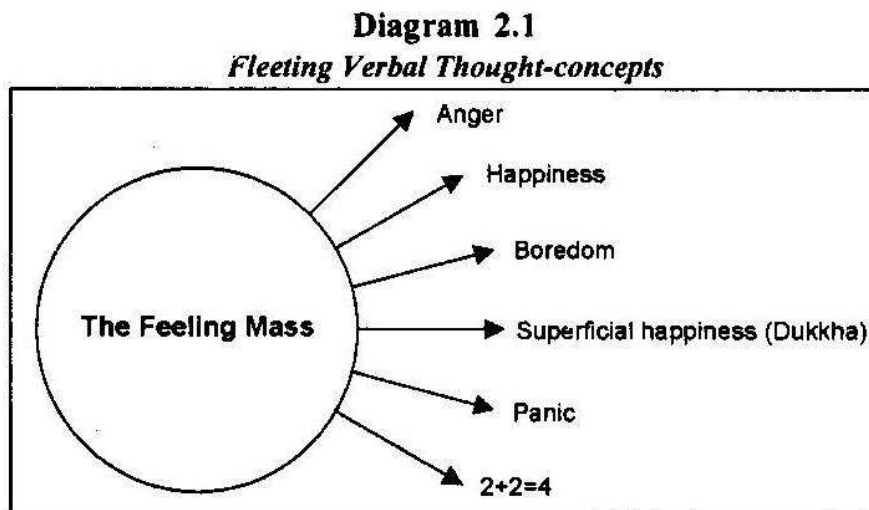 Diagram 2.1
Fleeting Verbal Thought-concepts
Anger
Happiness
Boredom
The Feeling Mass
Superficial happiness (Dukkha)
Panic
2+2=4